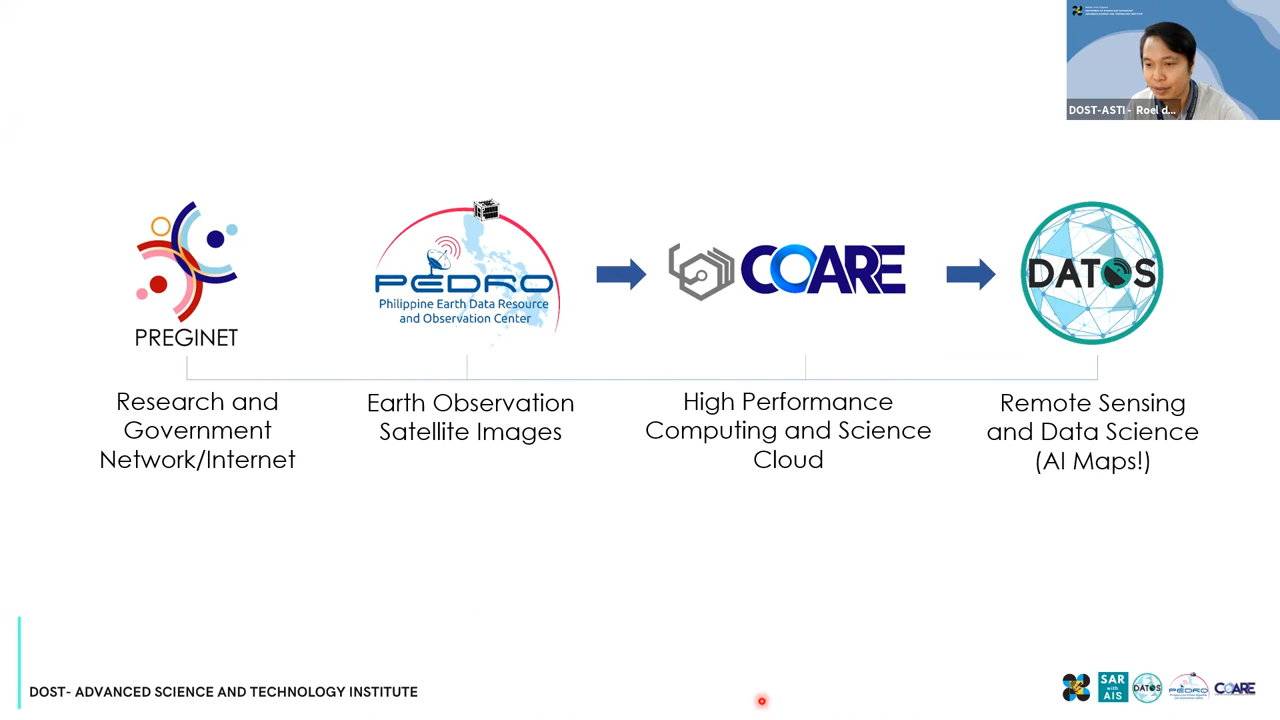 DOST-ASTI - Roel d...
PREGINET
PEDRO
Philippine Earth Data Resource
and Observation Center
COARE
DATOS
Research and
Government
Network/Internet
Earth Observation
Satellite Images
High Performance
Computing and Science
Cloud
Remote Sensing
and Data Science
(AI Maps!)
DOST- ADVANCED SCIENCE AND TECHNOLOGY INSTITUTE
SAR
with
AIS
DATOS
PEDRO
COARE